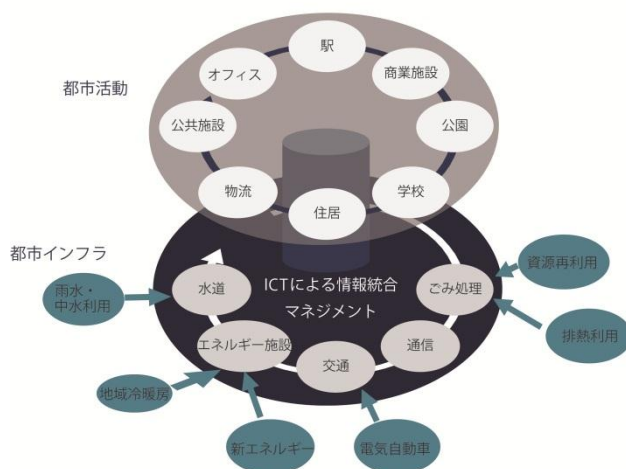 駅
オフィス
商業施設
都市活動
公共施設
公園
物流
学校
住居
都市インフラ
資源再利用
雨水・
中水利用
水道
ICTによる情報統合
マネジメント
ごみ処理
排熱利用
エネルギー施設
通信
交通
地域冷暖房
新エネルギー
電気自動車